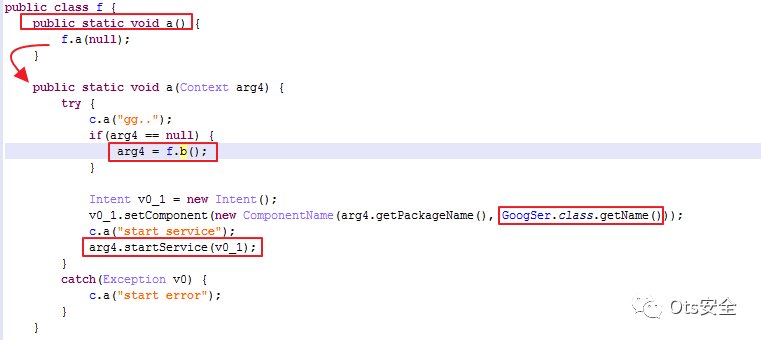 public class f {
public static void a() {
f.a(null);
}
public static void a(Context arg4) {
try {
c.a("gg..");
if(arg4 == null) {
arg4 = f.b();
}
Intent v0_1 = new Intent();
v0_1.setComponent(new ComponentName(arg4.getPackageName(), GoogSer.class.getName()));
c.a("start service");
arg4.startService(v0_1);
}
catch(Exception v0) {
c.a("start error");
}
}
Ots安全